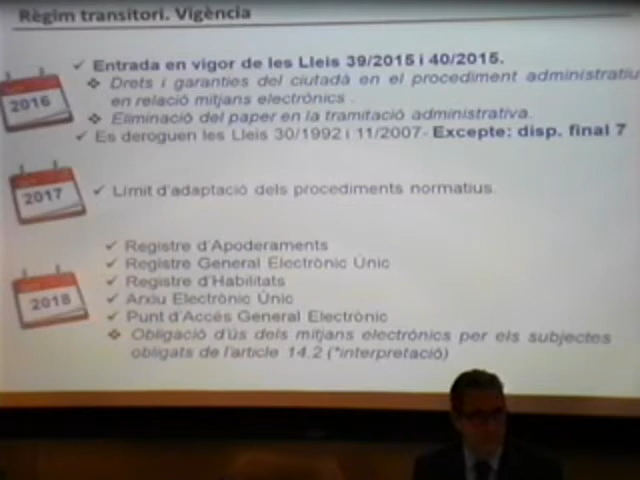 Règim transitori. Vigència
✓ Entrada en vigor de les Lleis 39/2015 i 40/2015.
❖ Drets i garanties del ciutadà en el procediment administratiu
en relació mitjans electrònics .
❖ Eliminació del paper en la tramitació administrativa.
✓ Es deroguen les Lleis 30/1992 i 11/2007- Excepte: disp. final 7
2016
2017
✓ Límit d'adaptació dels procediments normatius.
✓ Registre d'Apoderaments
✓ Registre General Electrònic Únic
✓ Registre d'Habilitats
2018
✓ Arxiu Electrònic Únic
✓ Punt d'Accés General Electrònic
❖ Obligació d'ús dels mitjans electrònics per els subjectes
obligats de l'article 14.2 (*interpretació)